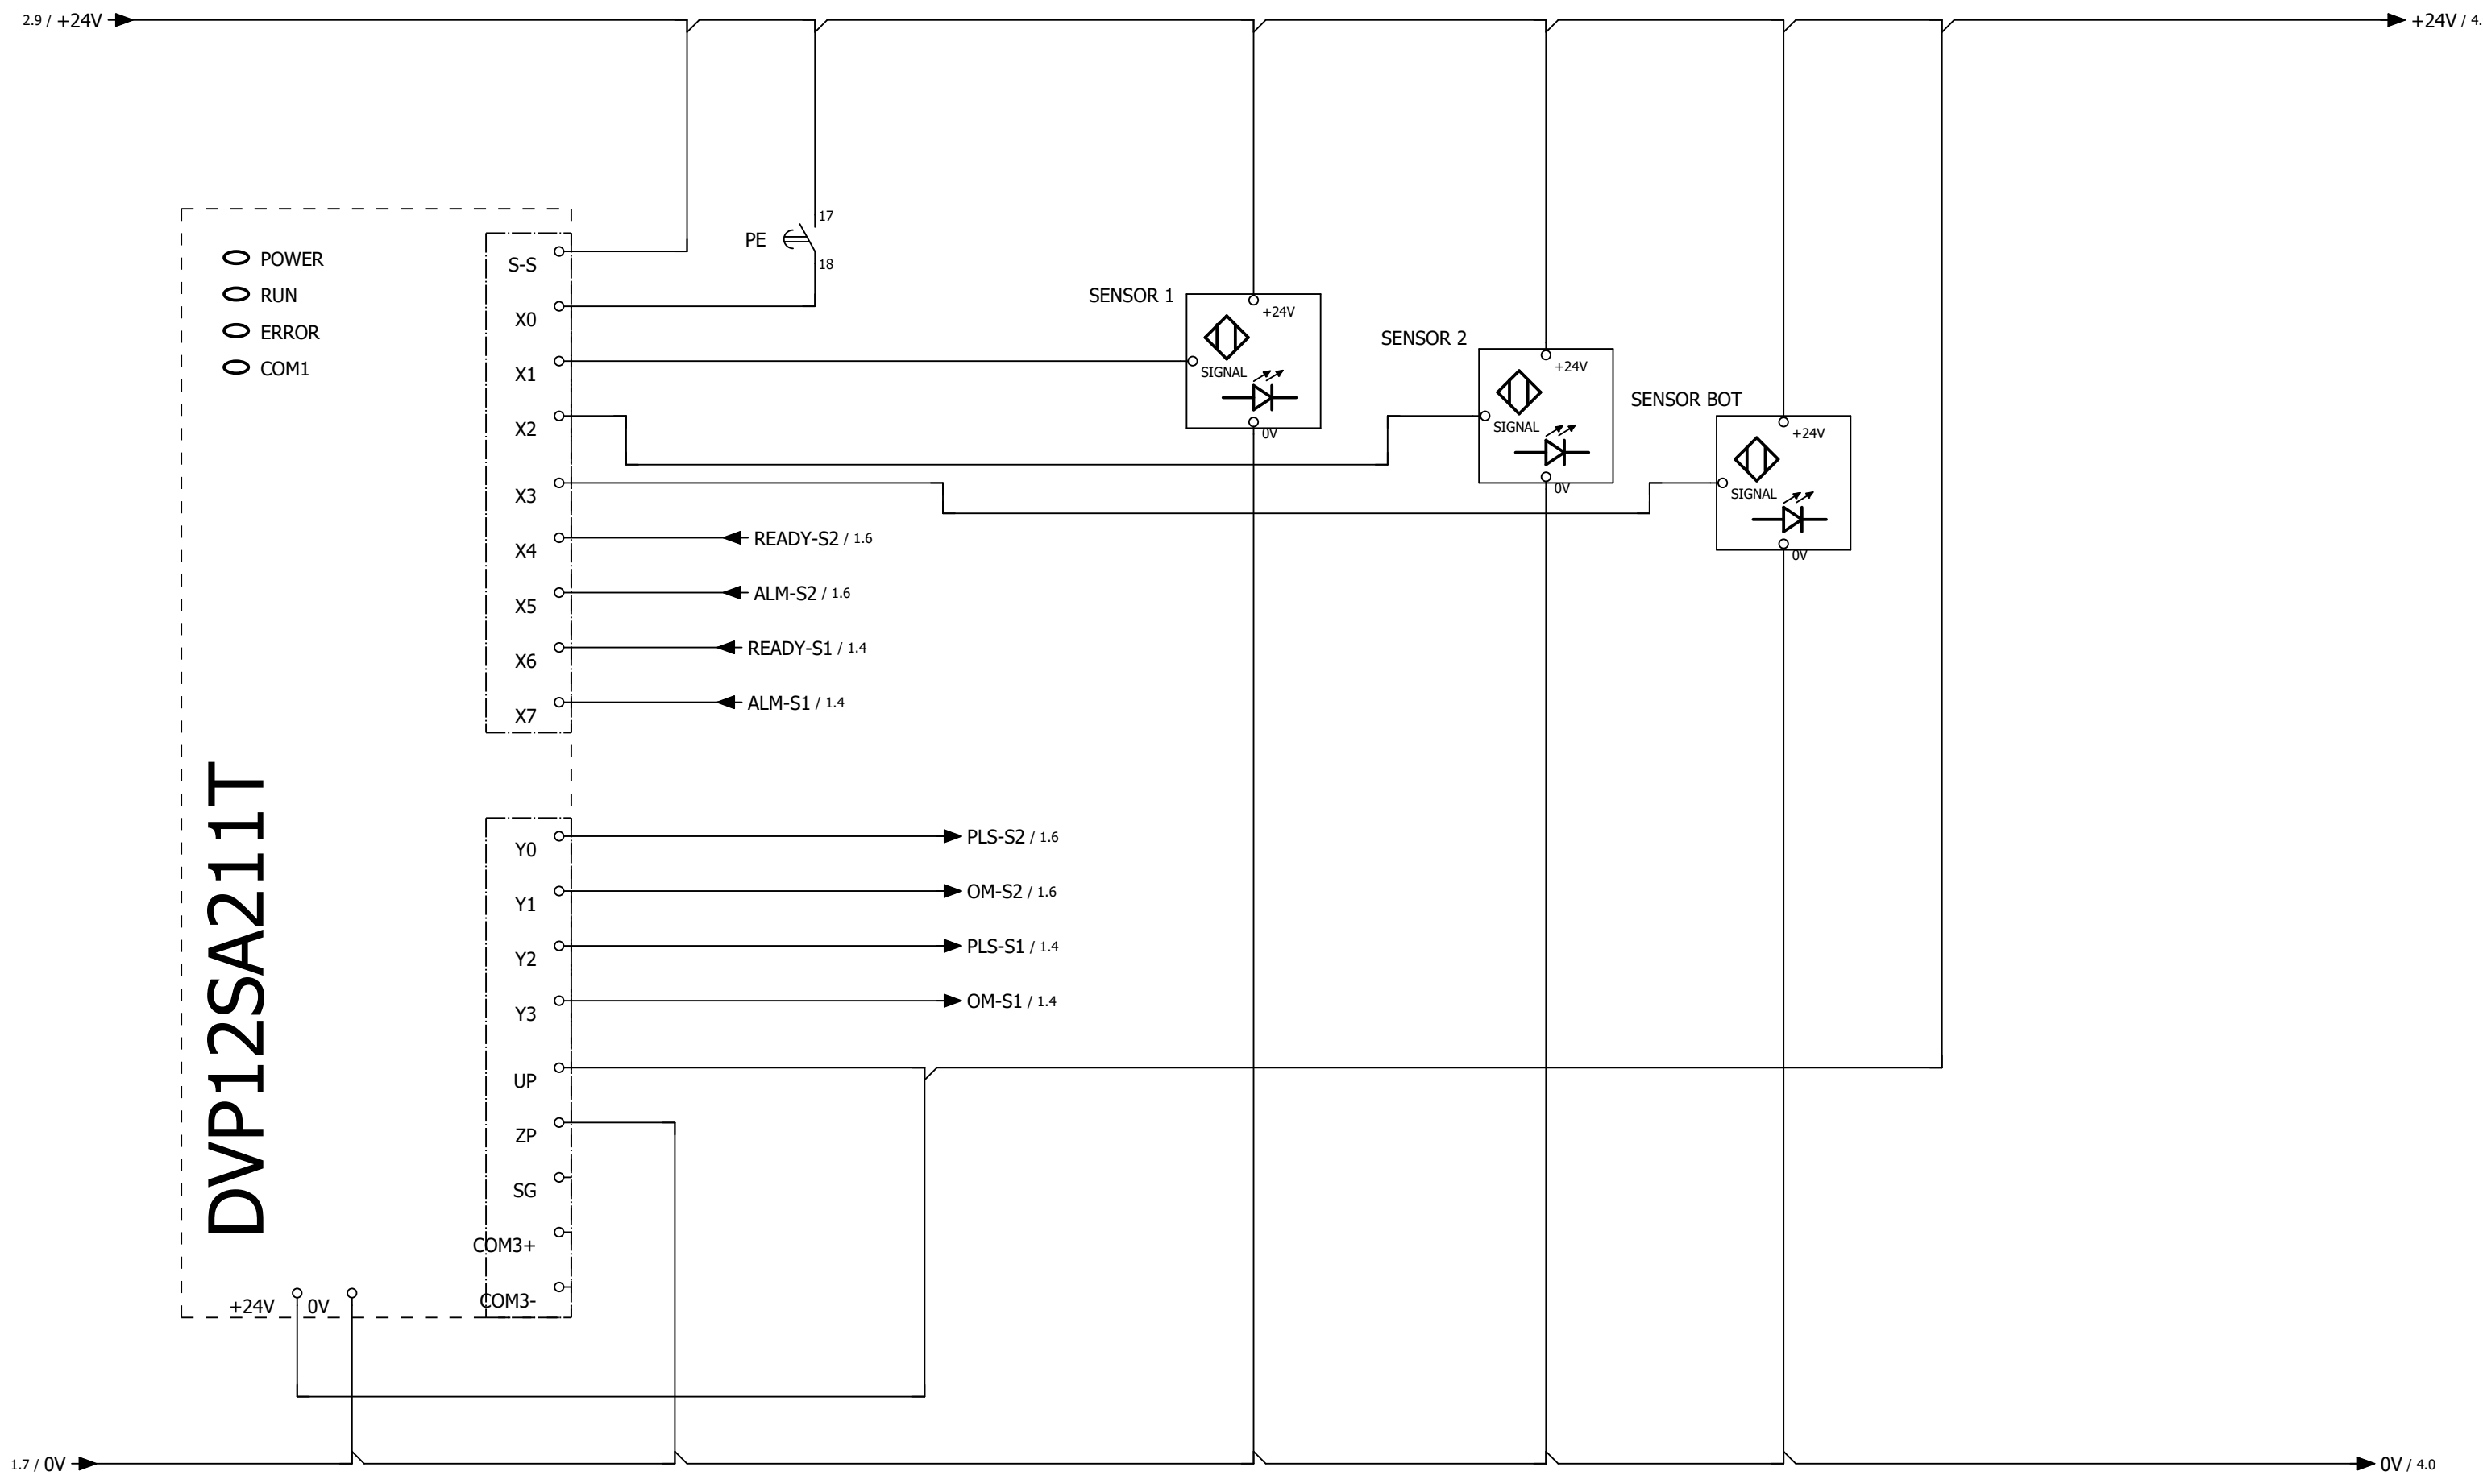 2.9 / +24V
+24V / 4.
17
PE
18
POWER
RUN
ERROR
COM1
S-S
X0
X1
X2
X3
X4
X5
X6
X7
SENSOR 1
+24V
SIGNAL
0V
SENSOR 2
+24V
SIGNAL
0V
SENSOR BOT
+24V
SIGNAL
0V
READY-S2 / 1.6
ALM-S2 / 1.6
READY-S1 / 1.4
ALM-S1 / 1.4
DVP12SA211T
Y0
Y1
Y2
Y3
UP
ZP
SG
COM3+
COM3-
PLS-S2 / 1.6
OM-S2 / 1.6
PLS-S1 / 1.4
OM-S1 / 1.4
+24V 0V
1.7 / 0V
0V / 4.0